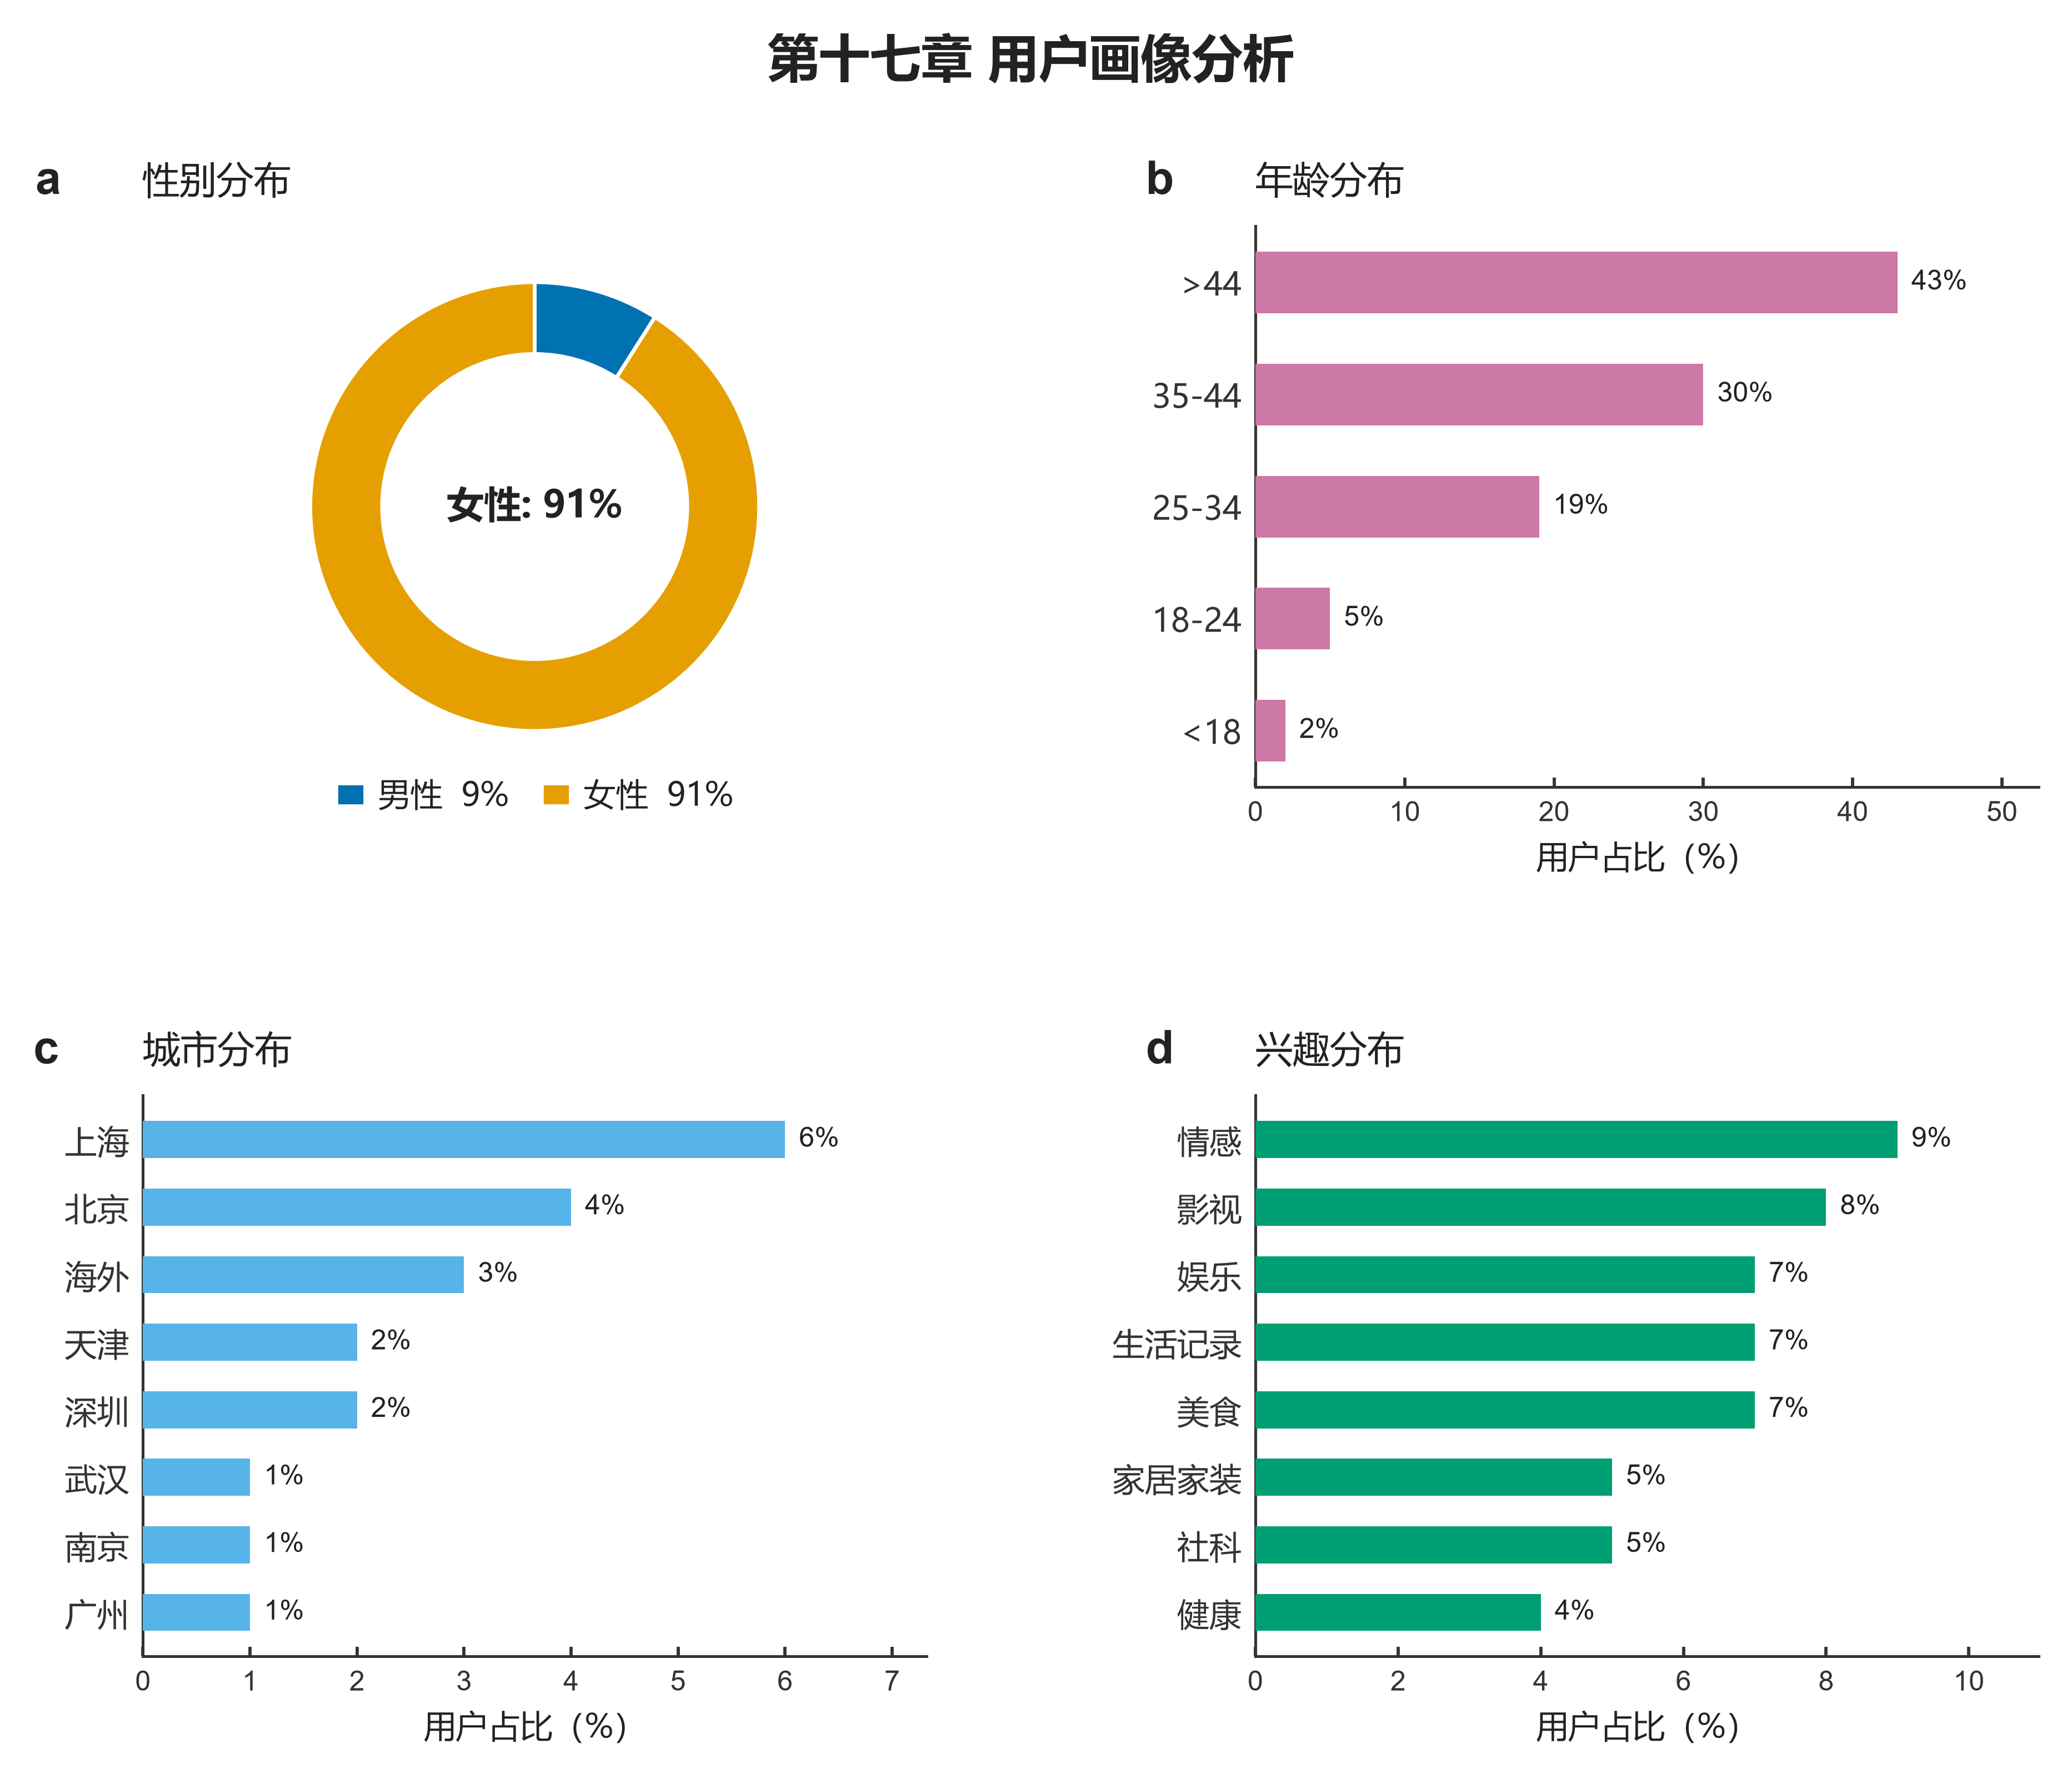 第十七章 用户画像分析
a 性别分布
女性: 91%
男性 9% 女性 91%
b 年龄分布
>44 43%
35-44 30%
25-34 19%
18-24 5%
<18 2%
0 10 20 30 40 50
用户占比（%）
c 城市分布
上海 6%
北京 4%
海外 3%
天津 2%
深圳 2%
武汉 1%
南京 1%
广州 1%
0 1 2 3 4 5 6 7
用户占比（%）
d 兴趣分布
情感 9%
影视 8%
娱乐 7%
生活记录 7%
美食 7%
家居家装 5%
社科 5%
健康 4%
0 2 4 6 8 10
用户占比（%）